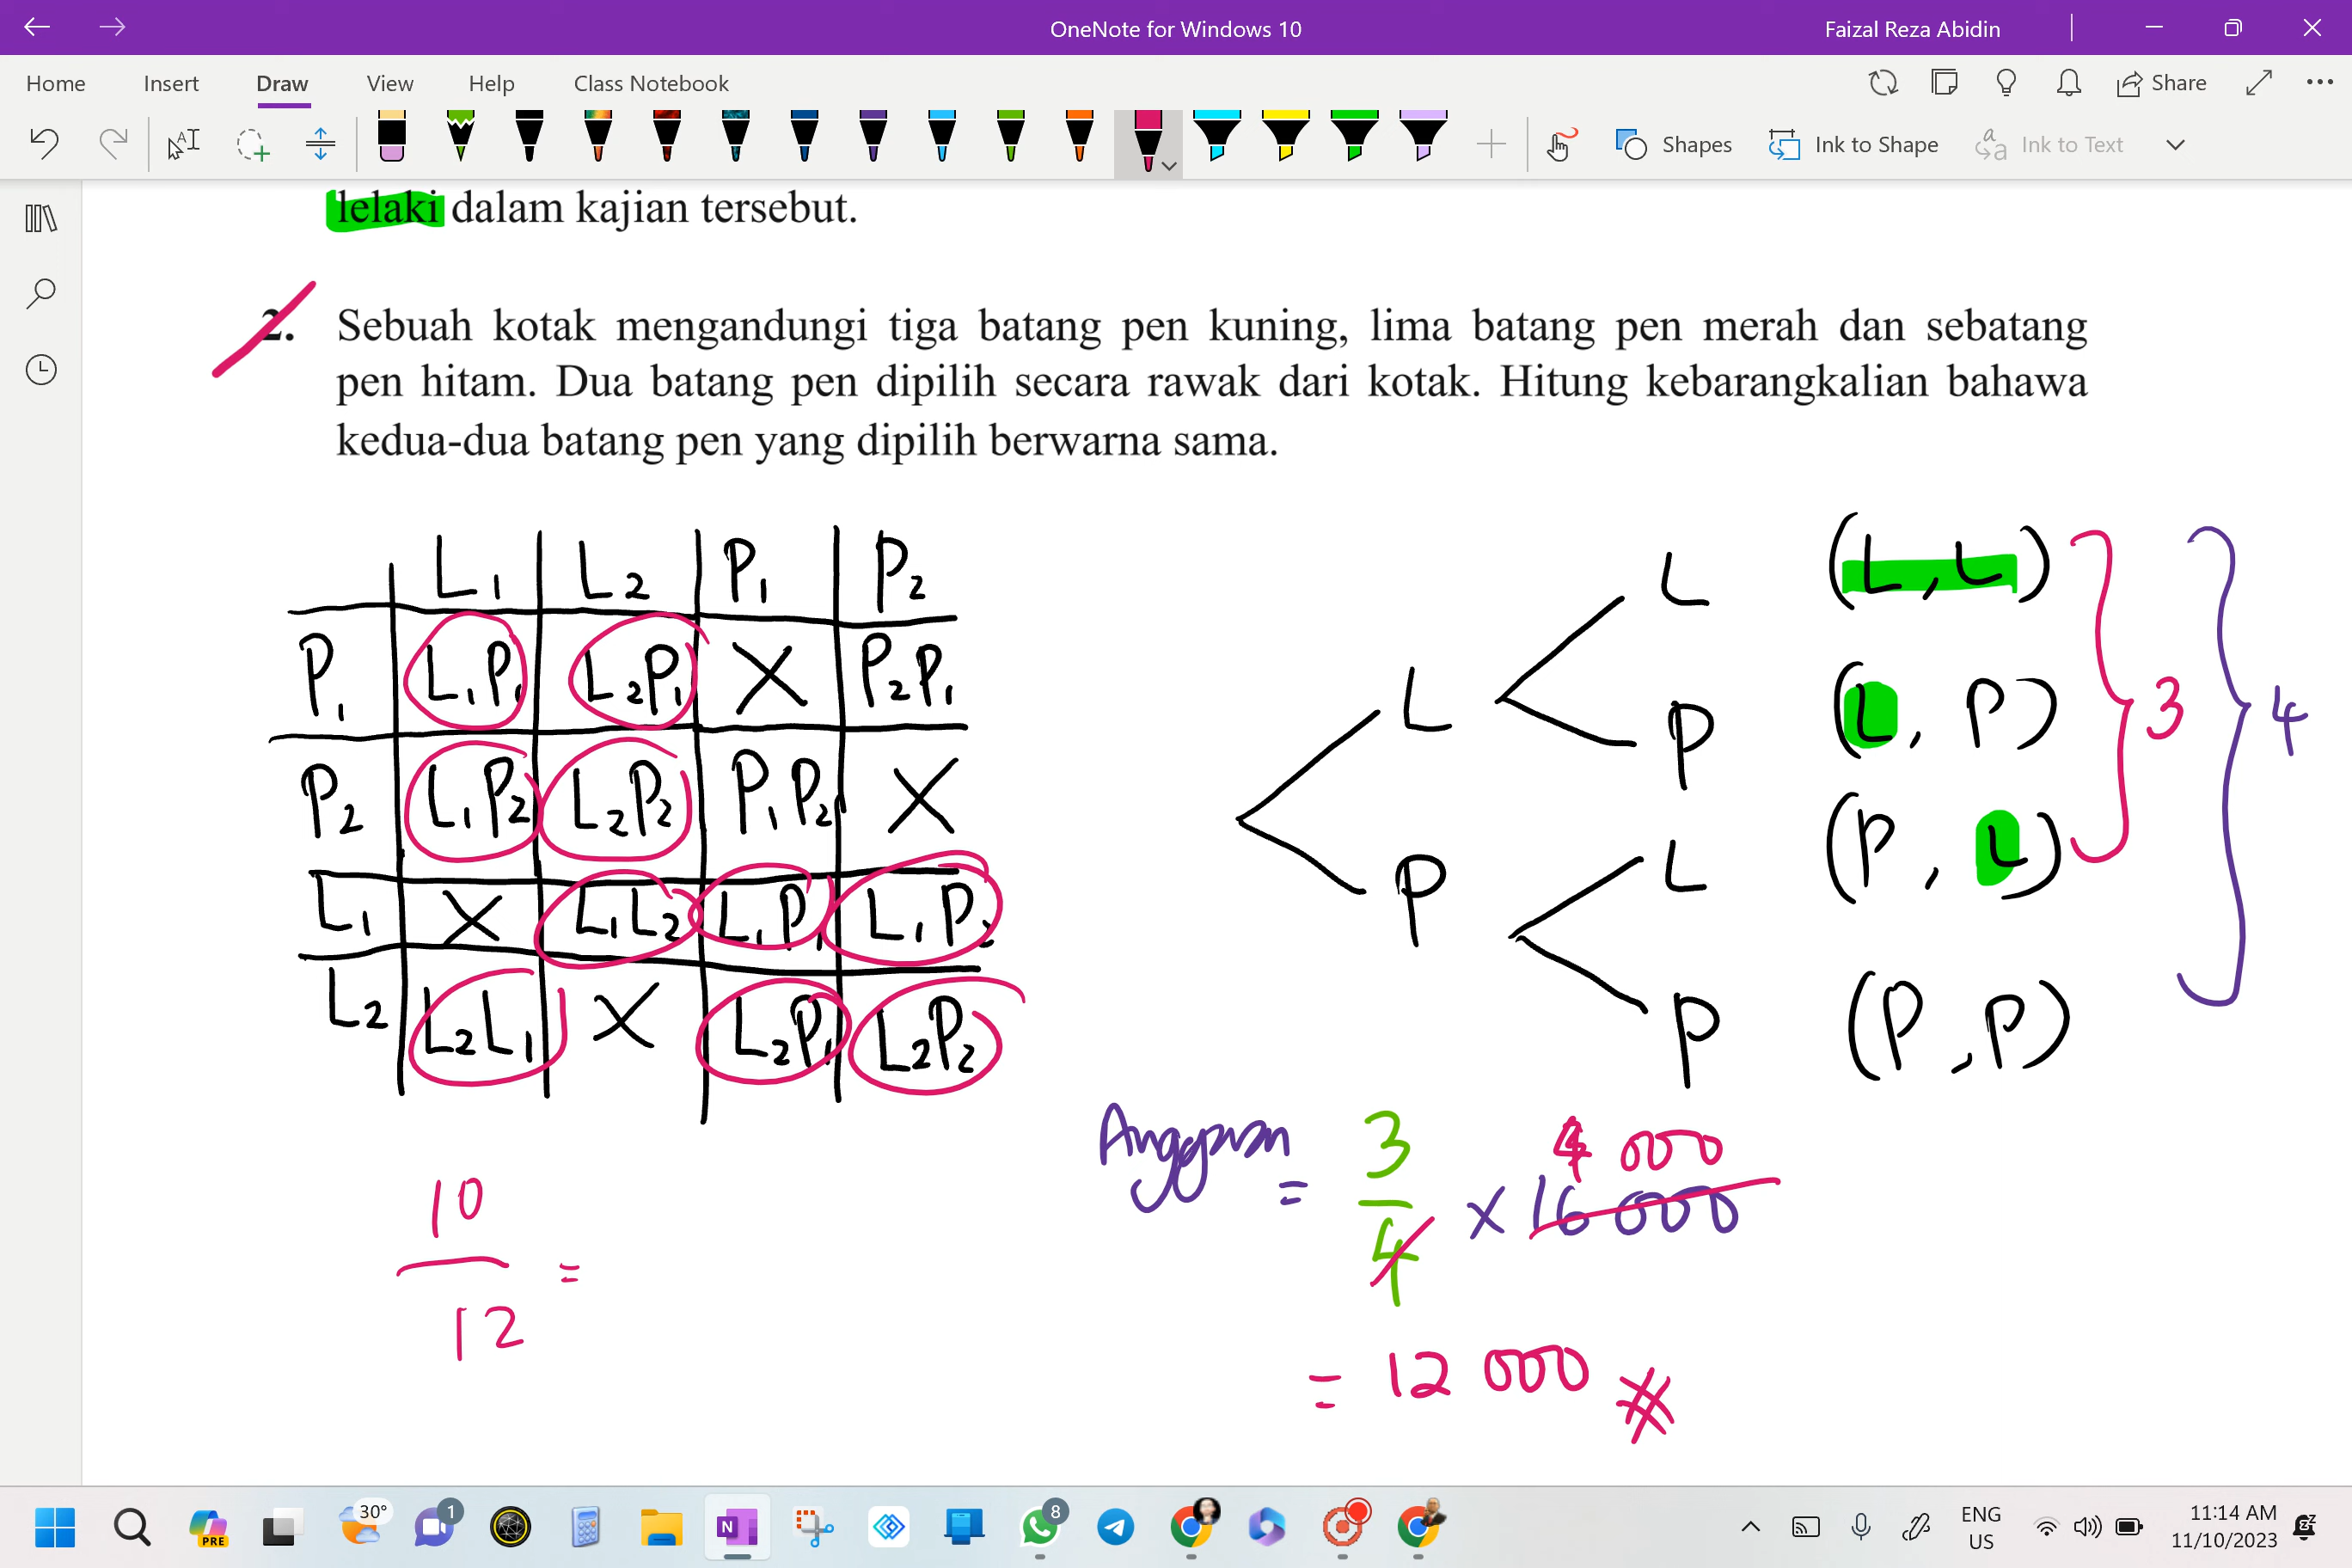 OneNote for Windows 10
Faizal Reza Abidin
Home Insert Draw View Help Class Notebook
Share
Shapes Ink to Shape Ink to Text
lelaki dalam kajian tersebut.
2. Sebuah kotak mengandungi tiga batang pen kuning, lima batang pen merah dan sebatang
pen hitam. Dua batang pen dipilih secara rawak dari kotak. Hitung kebarangkalian bahawa
kedua-dua batang pen yang dipilih berwarna sama.
L1 L2 P1 P2
P1 L1P1 L2P1 X P2P1
P2 L1P2 L2P2 P1P2 X
L1 X L1L2 L1P1 L1P2
L2 L2L1 X L2P1 L2P2
10
12
=
L
P
L
P
L
P
(L, L)
(L, P)
(P, L)
(P, P)
3
4
Anggaran = 3/4 x 16 000
4 000
= 12 000 #
30°
1
PRE
8
ENG
US
11:14 AM
11/10/2023